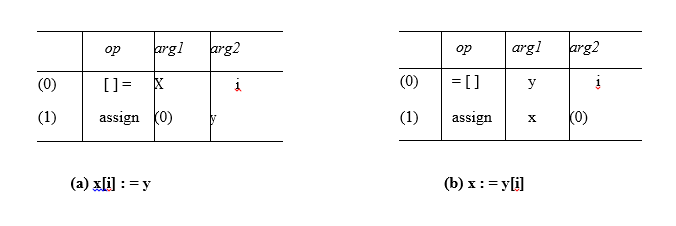 op arg1 arg2
(0) [ ] = X i
(1) assign (0) y
(a) x[i] : = y
op arg1 arg2
(0) = [ ] y i
(1) assign x (0)
(b) x : = y[i]